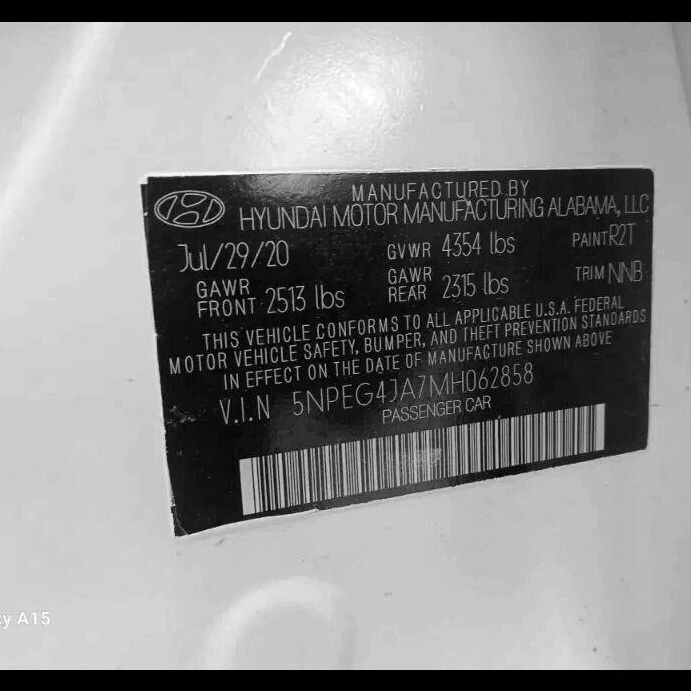 MANUFACTURED BY
HYUNDAI MOTOR MANUFACTURING ALABAMA, LLC
Jul/29/20 GVWR 4354 lbs PAINT R2T
GAWR FRONT 2513 lbs GAWR REAR 2315 lbs TRIM NNB
THIS VEHICLE CONFORMS TO ALL APPLICABLE U.S.A. FEDERAL
MOTOR VEHICLE SAFETY, BUMPER, AND THEFT PREVENTION STANDARDS
IN EFFECT ON THE DATE OF MANUFACTURE SHOWN ABOVE
V.I.N 5NPEG4JA7MH062858
PASSENGER CAR
A15